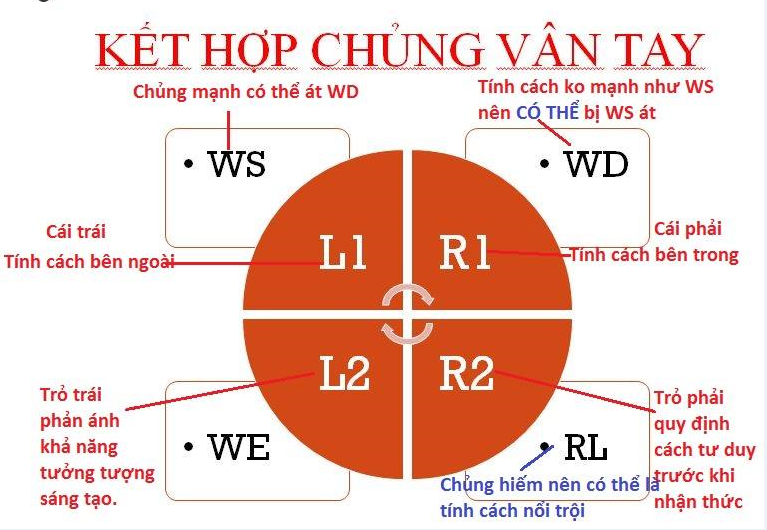 KẾT HỢP CHỦNG VÂN TAY
Chủng mạnh có thể át WD
Tính cách ko mạnh như WS
nên CÓ THỂ bị WS át
• WS
• WD
Cái trái
Tính cách bên ngoài
L1
R1
Cái phải
Tính cách bên trong
L2
R2
Trỏ trái
phản ánh
khả năng
tưởng tượng
sáng tạo.
• WE
• RL
Chủng hiếm nên có thể là
tính cách nổi trội
Trỏ phải
quy định
cách tư duy
trước khi
nhận thức